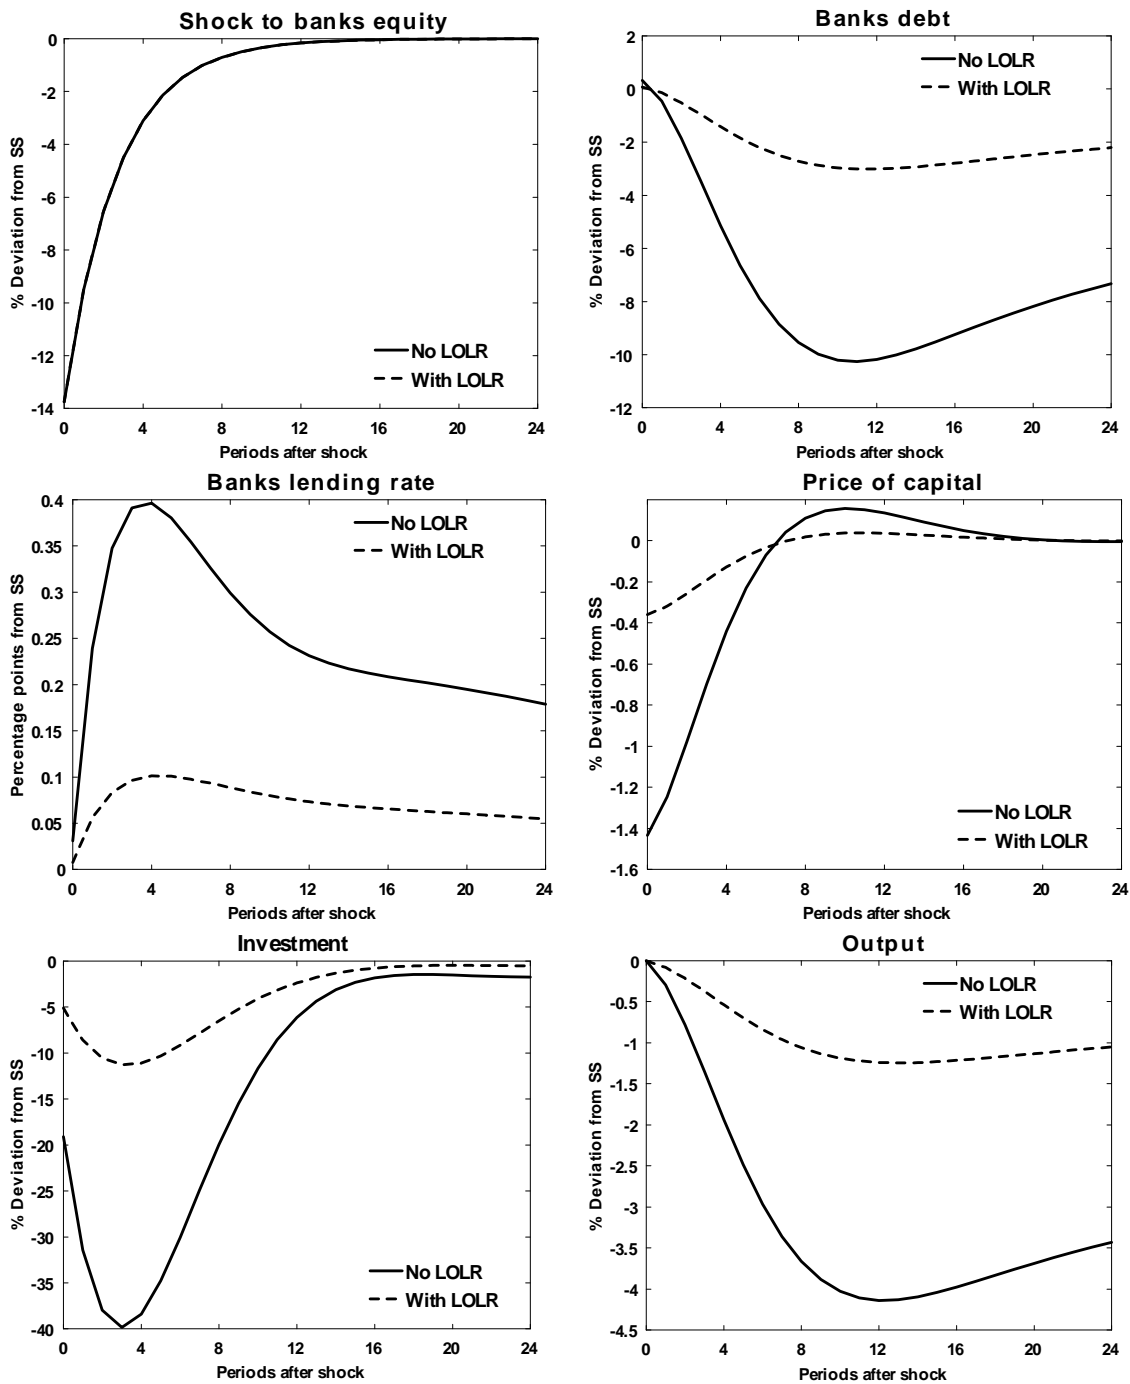 Shock to banks equity
0
-2
-4
-6
-8
-10
-12
-14
% Deviation from SS
No LOLR
With LOLR
0 4 8 12 16 20 24
Periods after shock
Banks debt
2
0
-2
-4
-6
-8
-10
-12
% Deviation from SS
No LOLR
With LOLR
0 4 8 12 16 20 24
Periods after shock
Banks lending rate
0.4
0.35
0.3
0.25
0.2
0.15
0.1
0.05
0
Percentage points from SS
No LOLR
With LOLR
0 4 8 12 16 20 24
Periods after shock
Price of capital
0
-0.2
-0.4
-0.6
-0.8
-1
-1.2
-1.4
-1.6
% Deviation from SS
No LOLR
With LOLR
0 4 8 12 16 20 24
Periods after shock
Investment
0
-5
-10
-15
-20
-25
-30
-35
-40
% Deviation from SS
No LOLR
With LOLR
0 4 8 12 16 20 24
Periods after shock
Output
0
-0.5
-1
-1.5
-2
-2.5
-3
-3.5
-4
-4.5
% Deviation from SS
No LOLR
With LOLR
0 4 8 12 16 20 24
Periods after shock